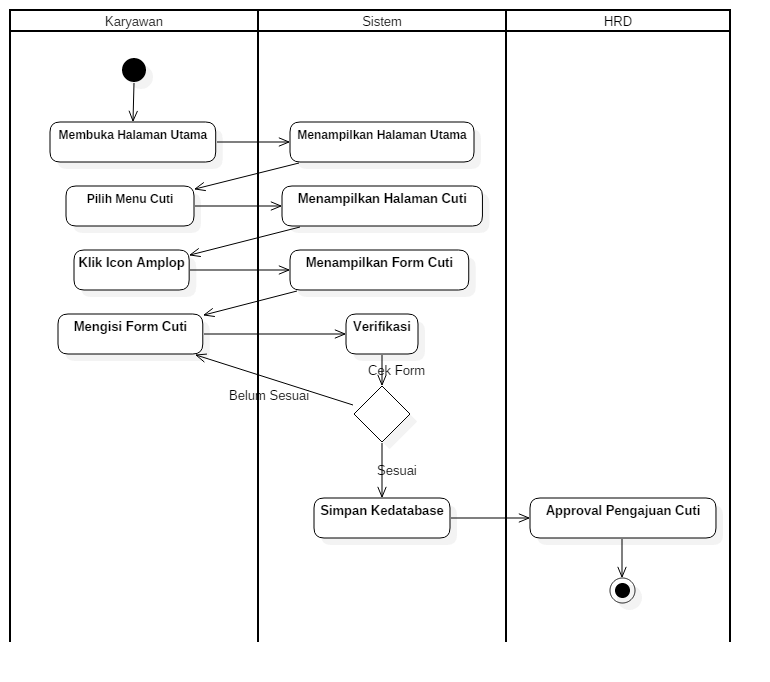 Karyawan
Sistem
HRD
Membuka Halaman Utama
Menampilkan Halaman Utama
Pilih Menu Cuti
Menampilkan Halaman Cuti
Klik Icon Amplop
Menampilkan Form Cuti
Mengisi Form Cuti
Verifikasi
Cek Form
Belum Sesuai
Sesuai
Simpan Kedatabase
Approval Pengajuan Cuti